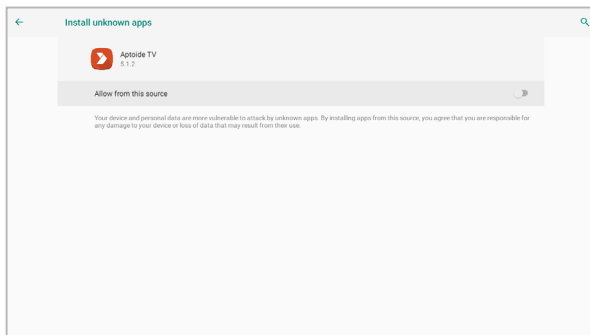 Install unknown apps
Aptoide TV
5.1.2
Allow from this source
Your device and personal data are more vulnerable to attack by unknown apps. By installing apps from this source, you agree that you are responsible for
any damage to your device or loss of data that may result from their use.